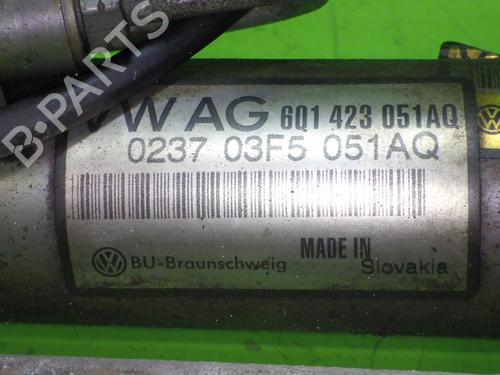 B-PARTS
VW AG 6Q1 423 051AQ
0237 03F5 051AQ
BU-Braunschweig
MADE IN
Slovakia